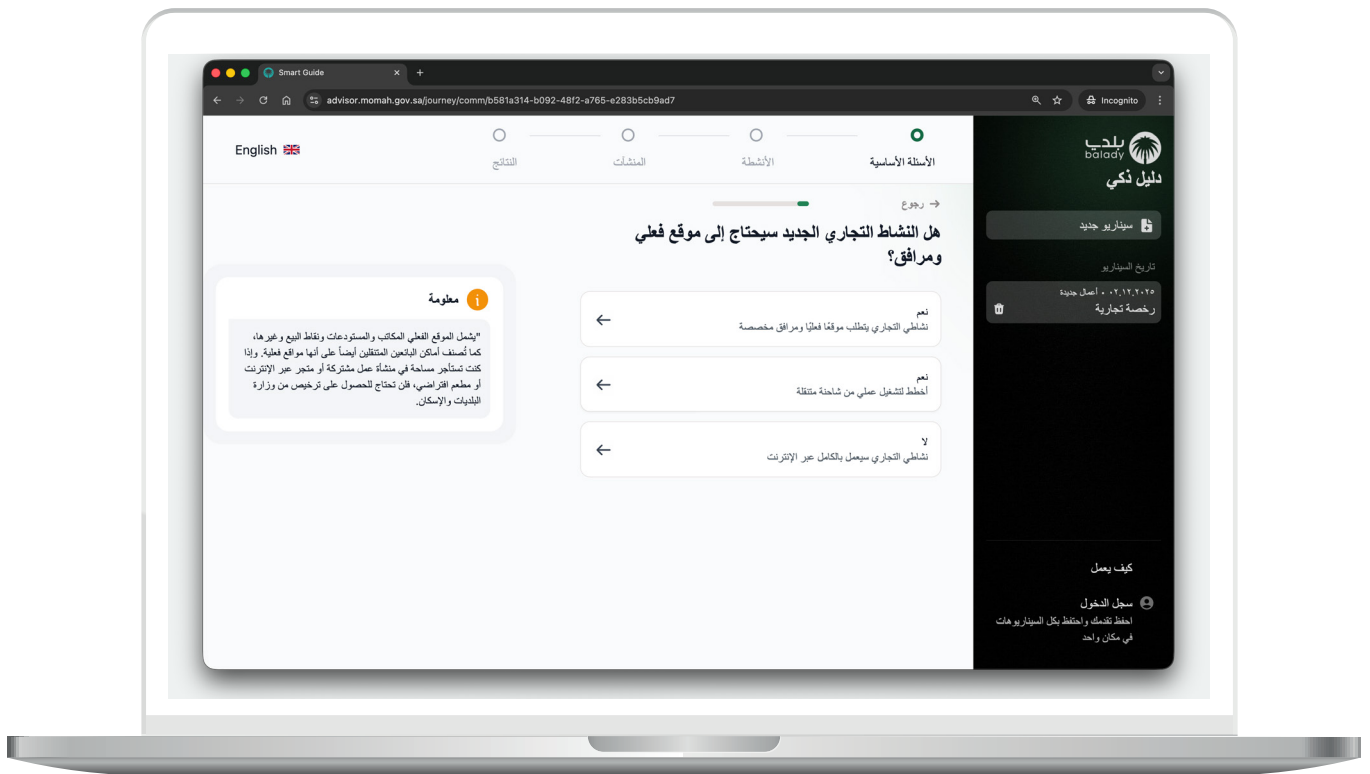 Smart Guide
advisor.momah.gov.sa/journey/comm/b581a314-b092-48f2-a765-e283b5cb9ad7
Incognito
بلدي
balady
دليل ذكي
سيناريو جديد
تاريخ السيناريو
٠٢,١٢,٢٠٢٥ . أعمال جديدة
رخصة تجارية
كيف يعمل
سجل الدخول
احفظ تقدمك واحتفظ بكل السيناريوهات
في مكان واحد
English
الأسئلة الأساسية
الأنشطة
المنشآت
النتائج
رجوع
هل النشاط التجاري الجديد سيحتاج إلى موقع فعلي
ومرافق؟
نعم
نشاطي التجاري يتطلب موقعًا فعليًا ومرافق مخصصة
نعم
أخطط لتشغيل عملي من شاحنة متنقلة
لا
نشاطي التجاري سيعمل بالكامل عبر الإنترنت
معلومة
"يشمل الموقع الفعلي المكاتب والمستودعات ونقاط البيع وغيرها،
كما تُصنف أماكن البائعين المتنقلين أيضاً على أنها مواقع فعلية. وإذا
كنت تستأجر مساحة في منشأة عمل مشتركة أو متجر عبر الإنترنت
أو مطعم افتراضي، فلن تحتاج للحصول على ترخيص من وزارة
البلديات والإسكان.